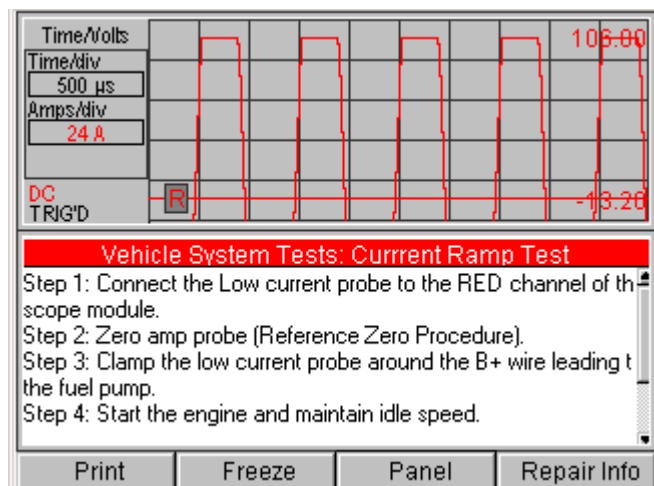 Time/Volts
106.80
Time/div
500 µs
Amps/div
24 A
DC
R
-13.20
TRIG'D
Vehicle System Tests: Currrent Ramp Test
Step 1: Connect the Low current probe to the RED channel of th
scope module.
Step 2: Zero amp probe (Reference Zero Procedure).
Step 3: Clamp the low current probe around the B+ wire leading t
the fuel pump.
Step 4: Start the engine and maintain idle speed.
Print
Freeze
Panel
Repair Info